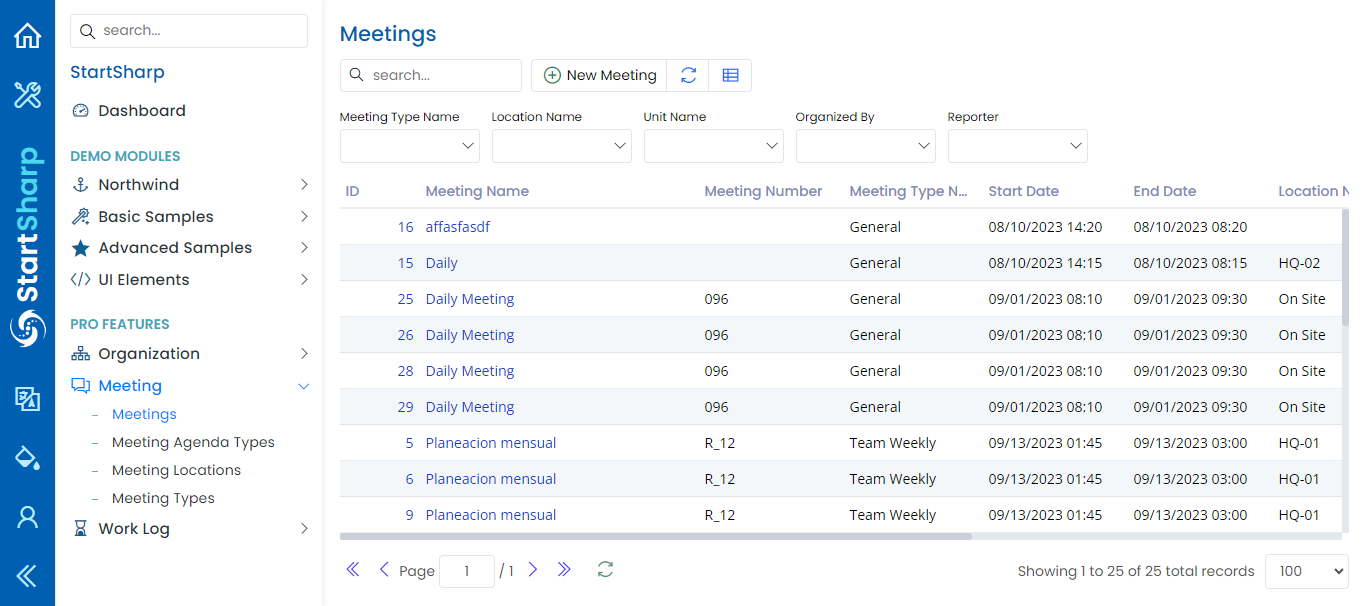 StartSharp
search...
StartSharp
Dashboard
DEMO MODULES
Northwind
Basic Samples
Advanced Samples
UI Elements
PRO FEATURES
Organization
Meeting
Meetings
Meeting Agenda Types
Meeting Locations
Meeting Types
Work Log
Meetings
search... New Meeting
Meeting Type Name Location Name Unit Name Organized By Reporter
ID Meeting Name Meeting Number Meeting Type N... Start Date End Date Location N
16 affasfasdf General 08/10/2023 14:20 08/10/2023 08:20
15 Daily General 08/10/2023 14:15 08/10/2023 08:15 HQ-02
25 Daily Meeting 096 General 09/01/2023 08:10 09/01/2023 09:30 On Site
26 Daily Meeting 096 General 09/01/2023 08:10 09/01/2023 09:30 On Site
28 Daily Meeting 096 General 09/01/2023 08:10 09/01/2023 09:30 On Site
29 Daily Meeting 096 General 09/01/2023 08:10 09/01/2023 09:30 On Site
5 Planeacion mensual R_12 Team Weekly 09/13/2023 01:45 09/13/2023 03:00 HQ-01
6 Planeacion mensual R_12 Team Weekly 09/13/2023 01:45 09/13/2023 03:00 HQ-01
9 Planeacion mensual R_12 Team Weekly 09/13/2023 01:45 09/13/2023 03:00 HQ-01
Page 1 / 1 Showing 1 to 25 of 25 total records 100